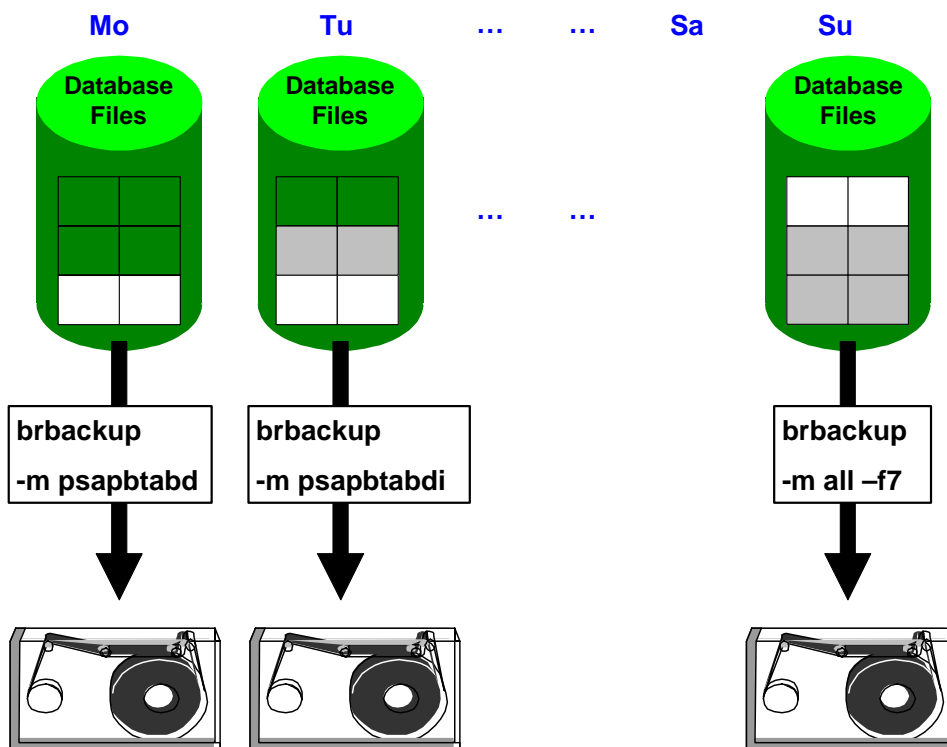 Mo Tu ... ... Sa Su
Database Files
Database Files
Database Files
... ...
brbackup
-m psapbtabd
brbackup
-m psapbtabdi
brbackup
-m all –f7